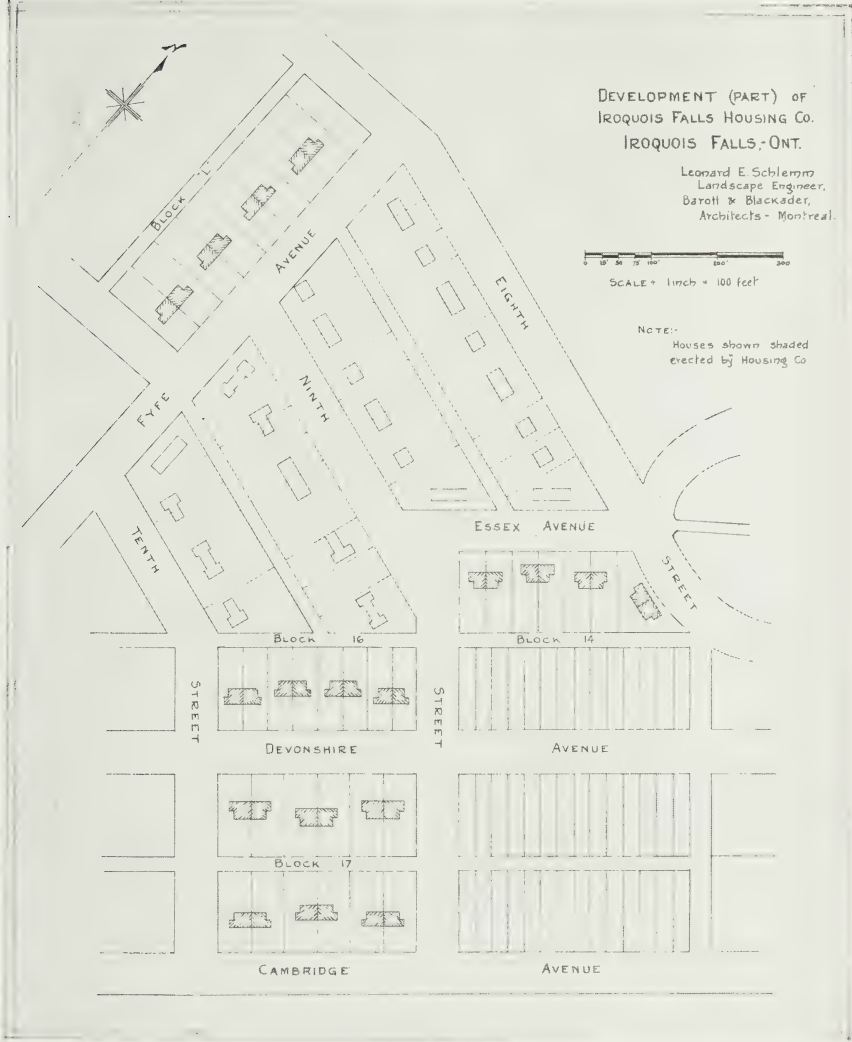 DEVELOPMENT (PART) OF
IROQUOIS FALLS HOUSING CO.
IROQUOIS FALLS,-ONT.
Leonard E. Schlemm
Landscape Engineer,
Barott & Blackader,
Architects - Montreal.
0 25' 50 75' 100' 200' 300
SCALE = 1 inch = 100 feet
NOTE:-
Houses shown shaded
erected by Housing Co
BLOCK L
AVENUE
EIGHTH
NINTH
FYFE
TENTH
ESSEX AVENUE
STREET
BLOCK 16
BLOCK 14
STREET
STREET
DEVONSHIRE AVENUE
BLOCK 17
CAMBRIDGE AVENUE